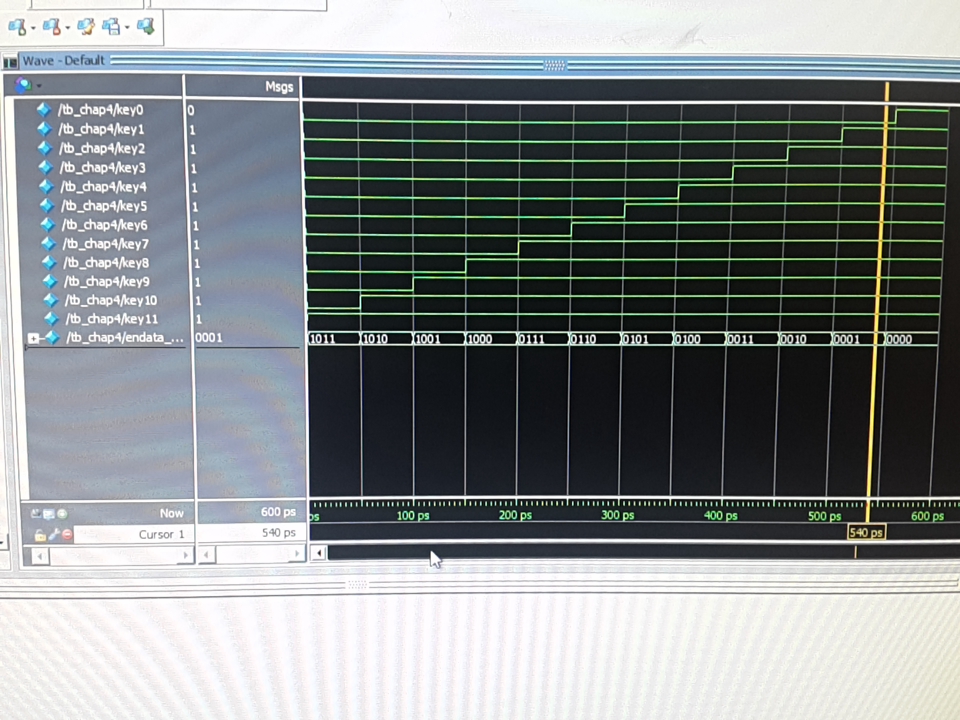 Wave - Default
Msgs
/tb_chap4/key0 0
/tb_chap4/key1 1
/tb_chap4/key2 1
/tb_chap4/key3 1
/tb_chap4/key4 1
/tb_chap4/key5 1
/tb_chap4/key6 1
/tb_chap4/key7 1
/tb_chap4/key8 1
/tb_chap4/key9 1
/tb_chap4/key10 1
/tb_chap4/key11 1
/tb_chap4/endata_... 0001 1011 1010 1001 1000 0111 0110 0101 0100 0011 0010 0001 0000
Now 600 ps ps 100 ps 200 ps 300 ps 400 ps 500 ps 600 ps
Cursor 1 540 ps 540 ps